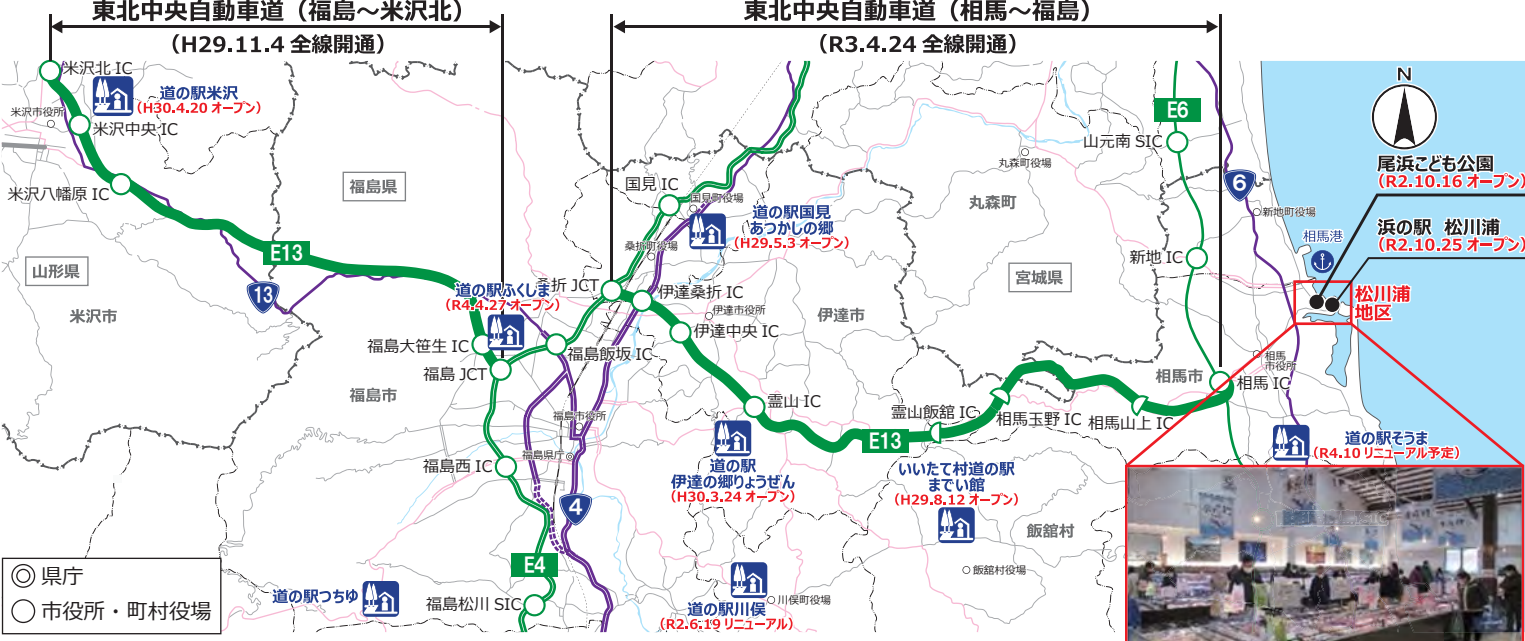 東北中央自動車道（福島～米沢北）
（H29.11.4 全線開通）
東北中央自動車道（相馬～福島）
（R3.4.24 全線開通）
米沢北 IC
道の駅米沢
（H30.4.20 オープン）
米沢市役所
米沢中央 IC
米沢八幡原 IC
福島県
山形県
米沢市
E13
13
道の駅ふくしま
（R4.4.27オープン）
桑折 JCT
福島大笹生 IC
福島 JCT
福島飯坂 IC
福島市
福島市役所
福島県庁
福島西 IC
4
E4
福島松川 SIC
道の駅つちゆ
国見 IC
国見町役場
桑折町役場
道の駅国見
あつかしの郷
（H29.5.3 オープン）
伊達桑折 IC
伊達市役所
伊達中央 IC
伊達市
霊山 IC
道の駅
伊達の郷りょうぜん
（H30.3.24 オープン）
E13
霊山飯舘 IC
相馬玉野 IC
相馬山上 IC
いいたて村道の駅
までい館
（H29.8.12 オープン）
飯舘村
飯舘村役場
道の駅川俣
（R2.6.19 リニューアル）
川俣町役場
丸森町役場
丸森町
宮城県
E6
山元南 SIC
6
新地町役場
新地 IC
相馬港
相馬市
相馬
市役所
相馬 IC
道の駅そうま
（R4.10 リニューアル予定）
N
尾浜こども公園
（R2.10.16 オープン）
浜の駅 松川浦
（R2.10.25 オープン）
松川浦
地区
◎ 県庁
○ 市役所・町村役場